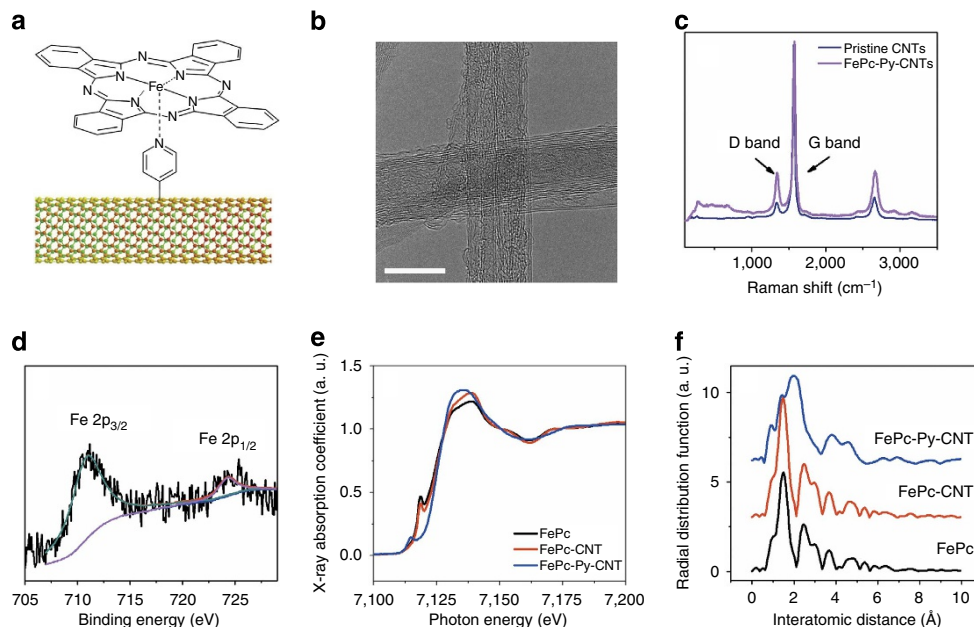 a
N
N
N
N
N
Fe
N
N
N
N
b
c
Pristine CNTs
FePc-Py-CNTs
D band
G band
1,000 2,000 3,000
Raman shift (cm⁻¹)
d
Fe 2p3/2
Fe 2p1/2
705 710 715 720 725
Binding energy (eV)
e
X-ray absorption coefficient (a. u.)
1.5
1.0
0.5
0.0
FePc
FePc-CNT
FePc-Py-CNT
7,100 7,125 7,150 7,175 7,200
Photon energy (eV)
f
Radial distribution function (a. u.)
10
5
0
FePc-Py-CNT
FePc-CNT
FePc
0 2 4 6 8 10
Interatomic distance (Å)